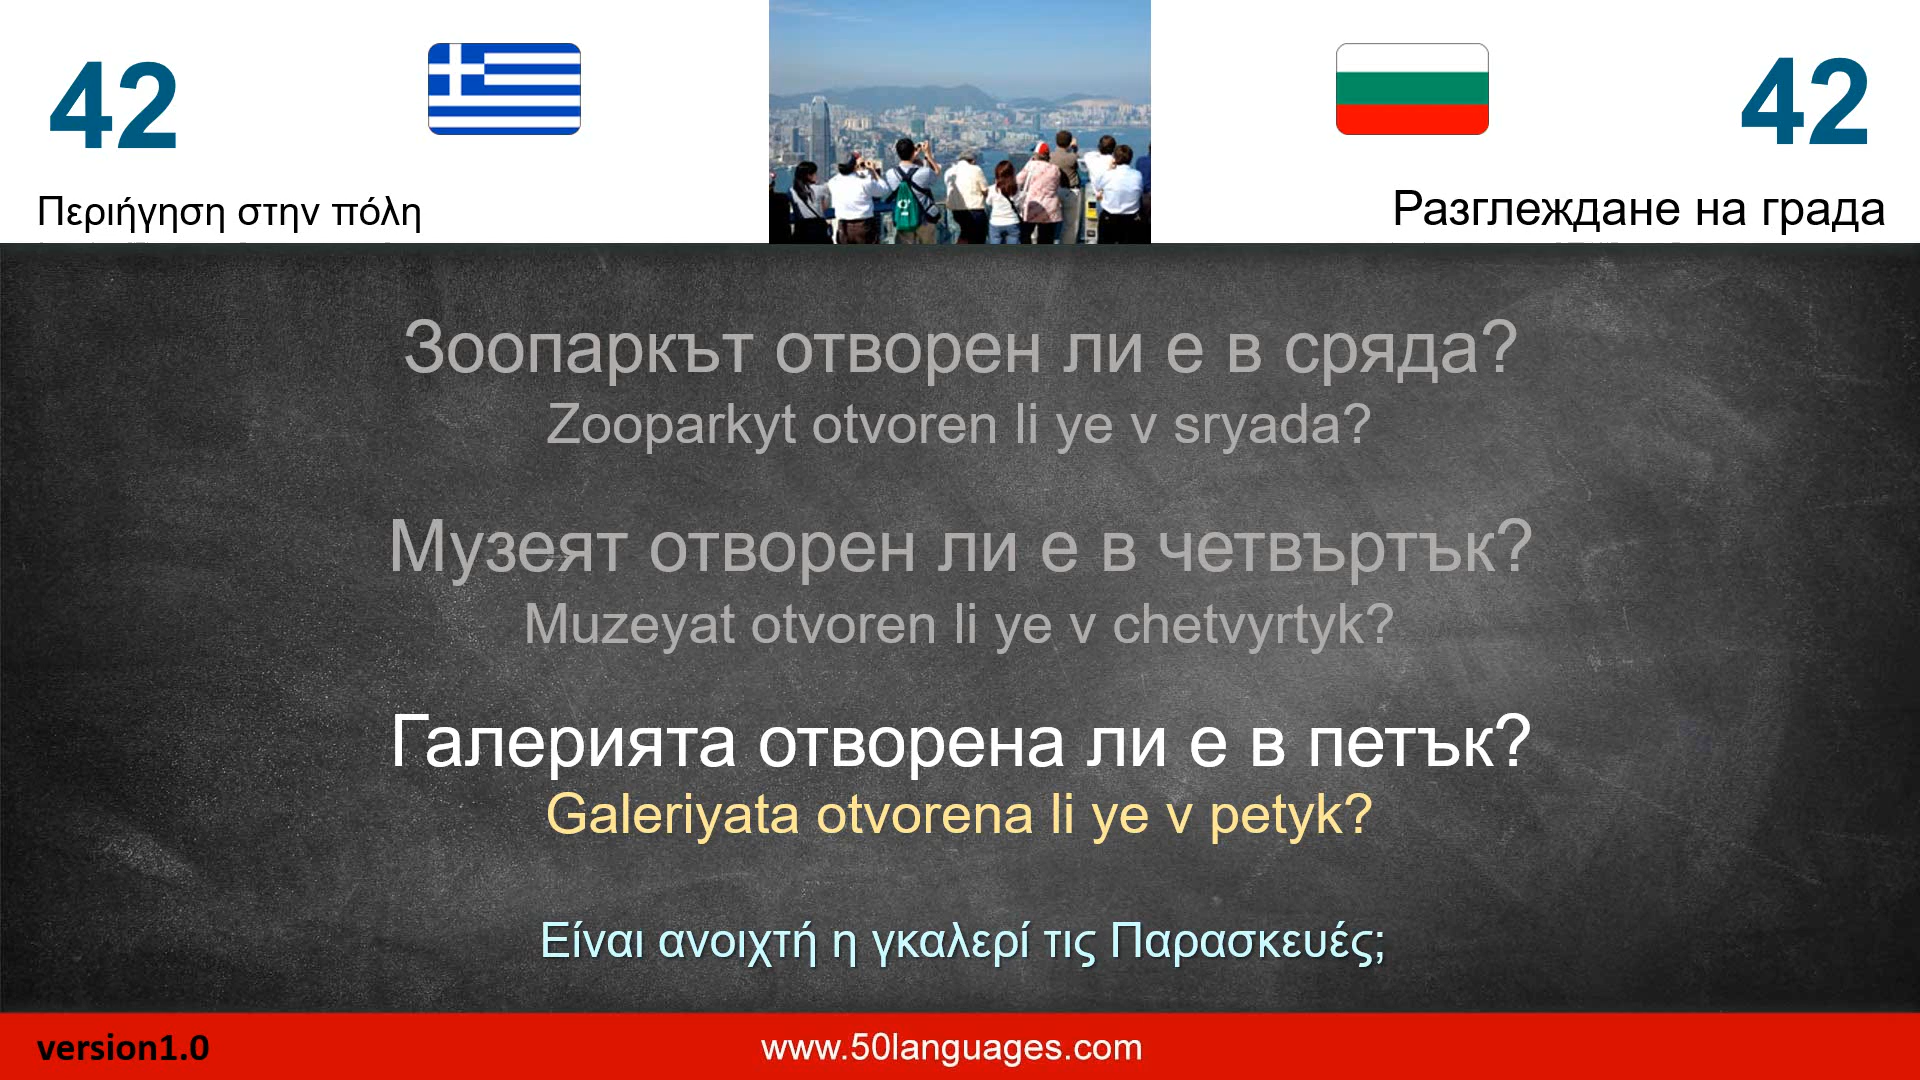 42
42
Περιήγηση στην πόλη
Разглеждане на града
Зоопаркът отворен ли е в сряда?
Zooparkyt otvoren li ye v sryada?
Музеят отворен ли е в четвъртък?
Muzeyat otvoren li ye v chetvyrtyk?
Галерията отворена ли е в петък?
Galeriyata otvorena li ye v petyk?
Είναι ανοιχτή η γκαλερί τις Παρασκευές;
version1.0
www.50languages.com